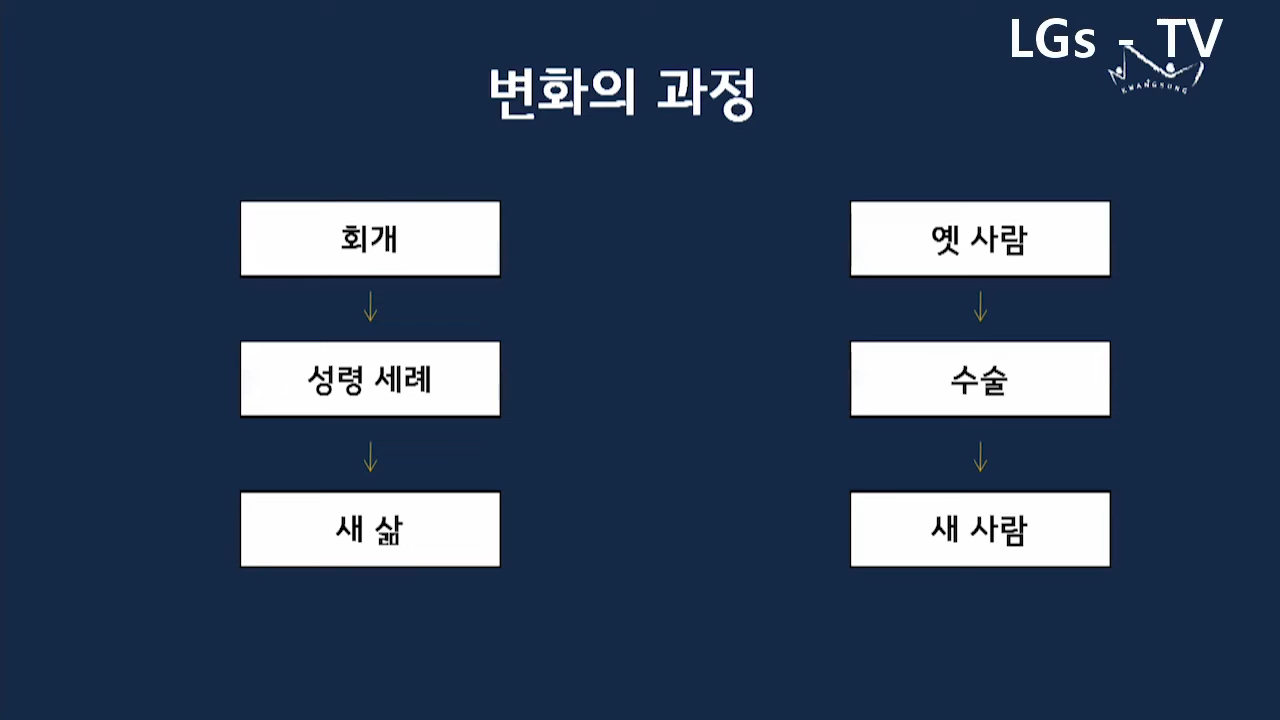 LGs - TV
KWANGSUNG
변화의 과정
회개
성령 세례
새 삶
옛 사람
수술
새 사람